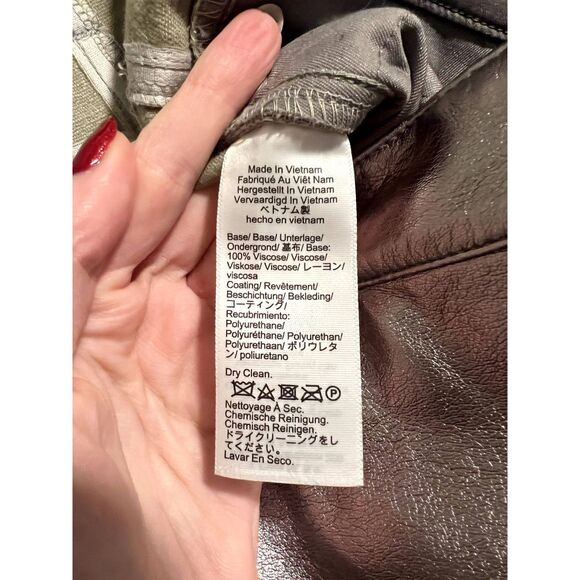 Made In Vietnam
Fabriqué Au Viêt Nam
Hergestellt In Vietnam
Vervaardigd In Vietnam
ベトナム製
hecho en vietnam
Base/ Base/ Unterlage/
Ondergrond/ 基布/ Base:
100% Viscose/ Viscose/
Viskose/ Viscose/ レーヨン/
viscosa
Coating/ Revêtement/
Beschichtung/ Bekleding/
コーティング/
Recubrimiento:
Polyurethane/
Polyuréthane/ Polyurethan/
Polyurethaan/ ポリウレタ
ン/ poliuretano
Dry Clean.
P
Nettoyage À Sec.
Chemische Reinigung.
Chemisch Reinigen.
ドライクリーニングをし
てください。
Lavar En Seco.